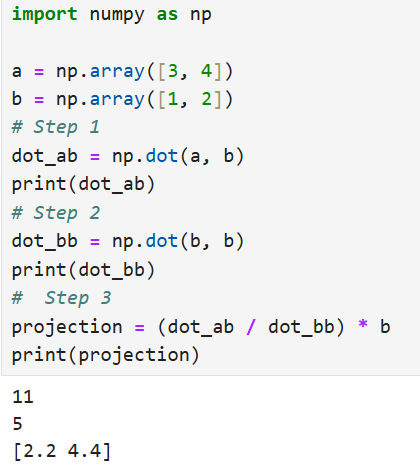 import numpy as np
a = np.array([3, 4])
b = np.array([1, 2])
# Step 1
dot_ab = np.dot(a, b)
print(dot_ab)
# Step 2
dot_bb = np.dot(b, b)
print(dot_bb)
#  Step 3
projection = (dot_ab / dot_bb) * b
print(projection)
11
5
[2.2 4.4]